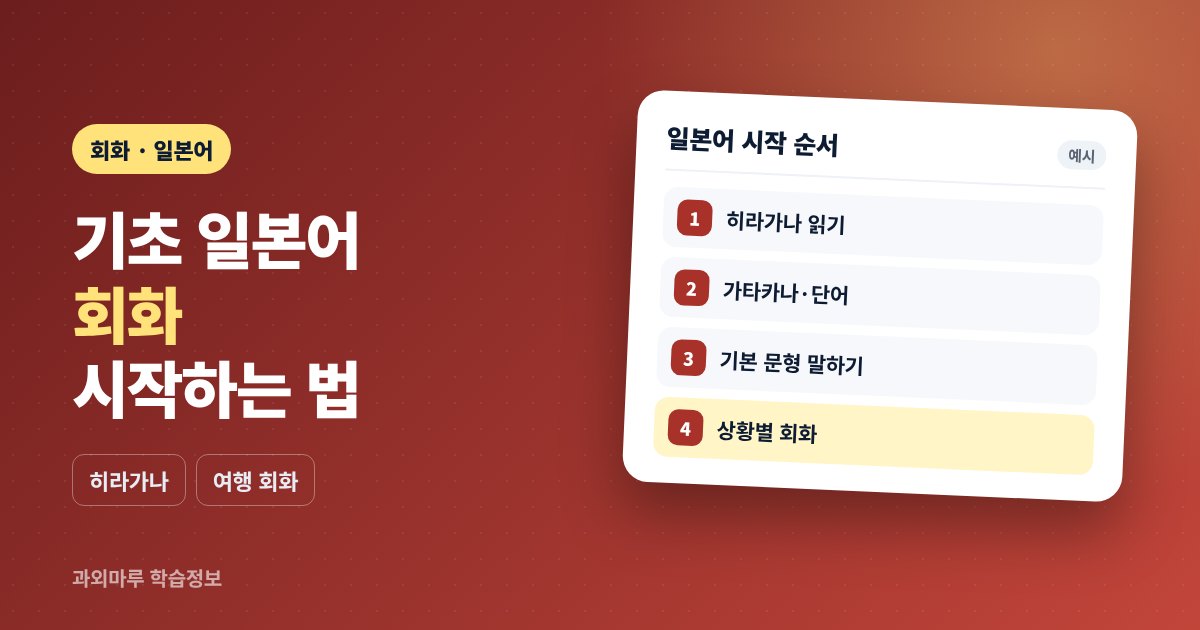 회화 · 일본어
기초 일본어
회화
시작하는 법
히라가나
여행 회화
과외마루 학습정보
일본어 시작 순서
예시
1 히라가나 읽기
2 가타카나·단어
3 기본 문형 말하기
4 상황별 회화